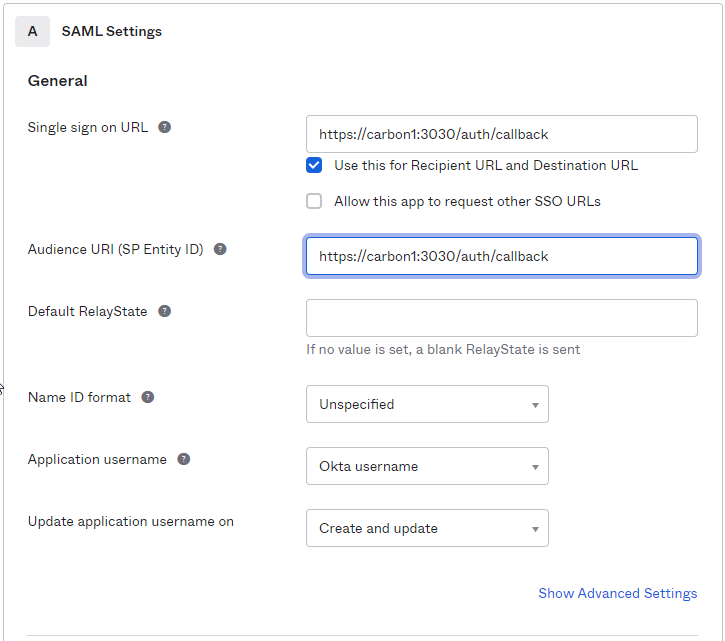 A SAML Settings
General
Single sign on URL ?
https://carbon1:3030/auth/callback
Use this for Recipient URL and Destination URL
Allow this app to request other SSO URLs
Audience URI (SP Entity ID) ?
https://carbon1:3030/auth/callback
Default RelayState ?
If no value is set, a blank RelayState is sent
Name ID format ?
Unspecified
Application username ?
Okta username
Update application username on
Create and update
Show Advanced Settings